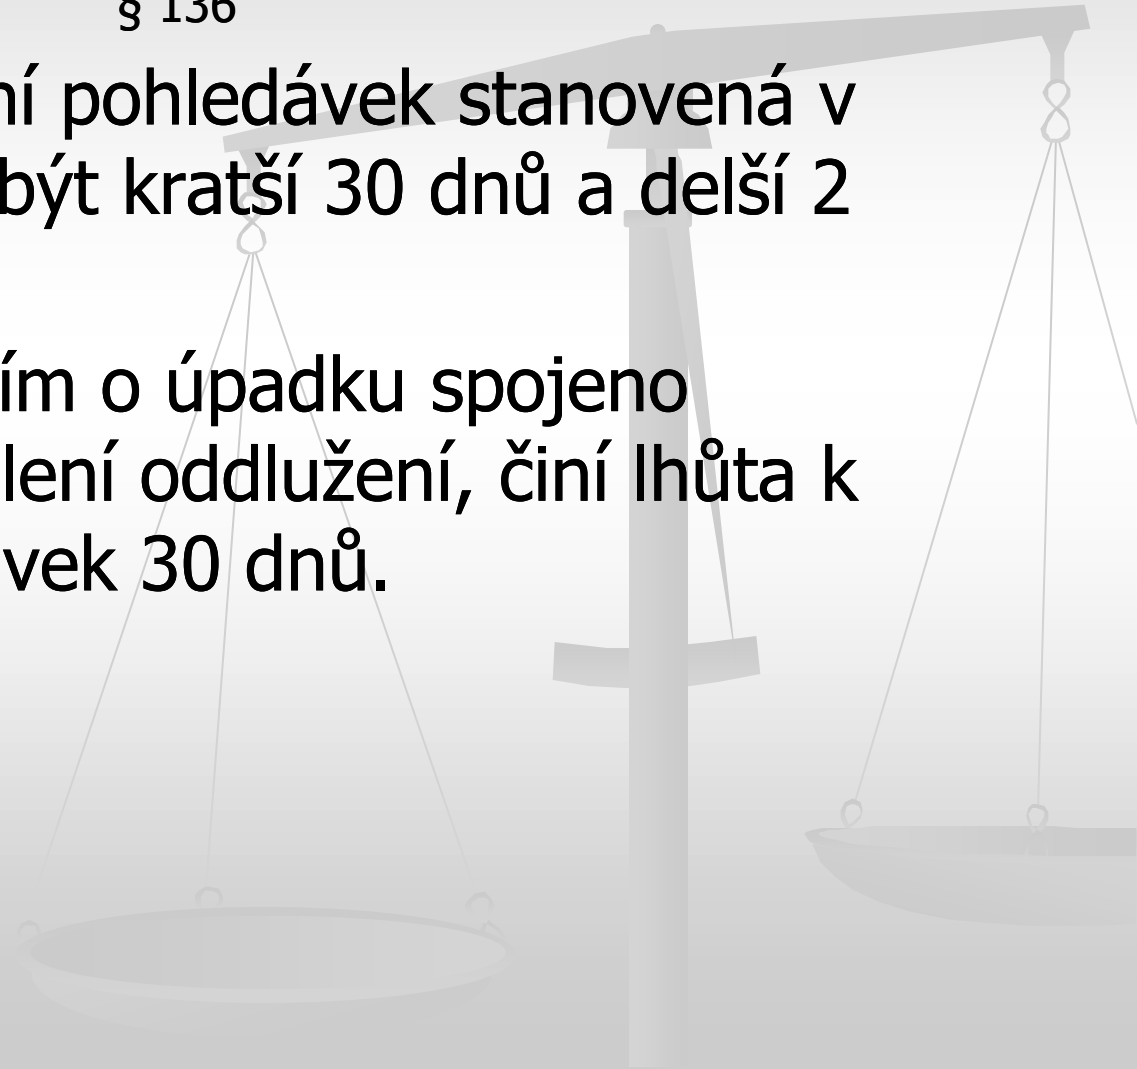 § 136
ní pohledávek stanovená v
být kratší 30 dnů a delší 2
ím o úpadku spojeno
lení oddlužení, činí lhůta k
vek 30 dnů.